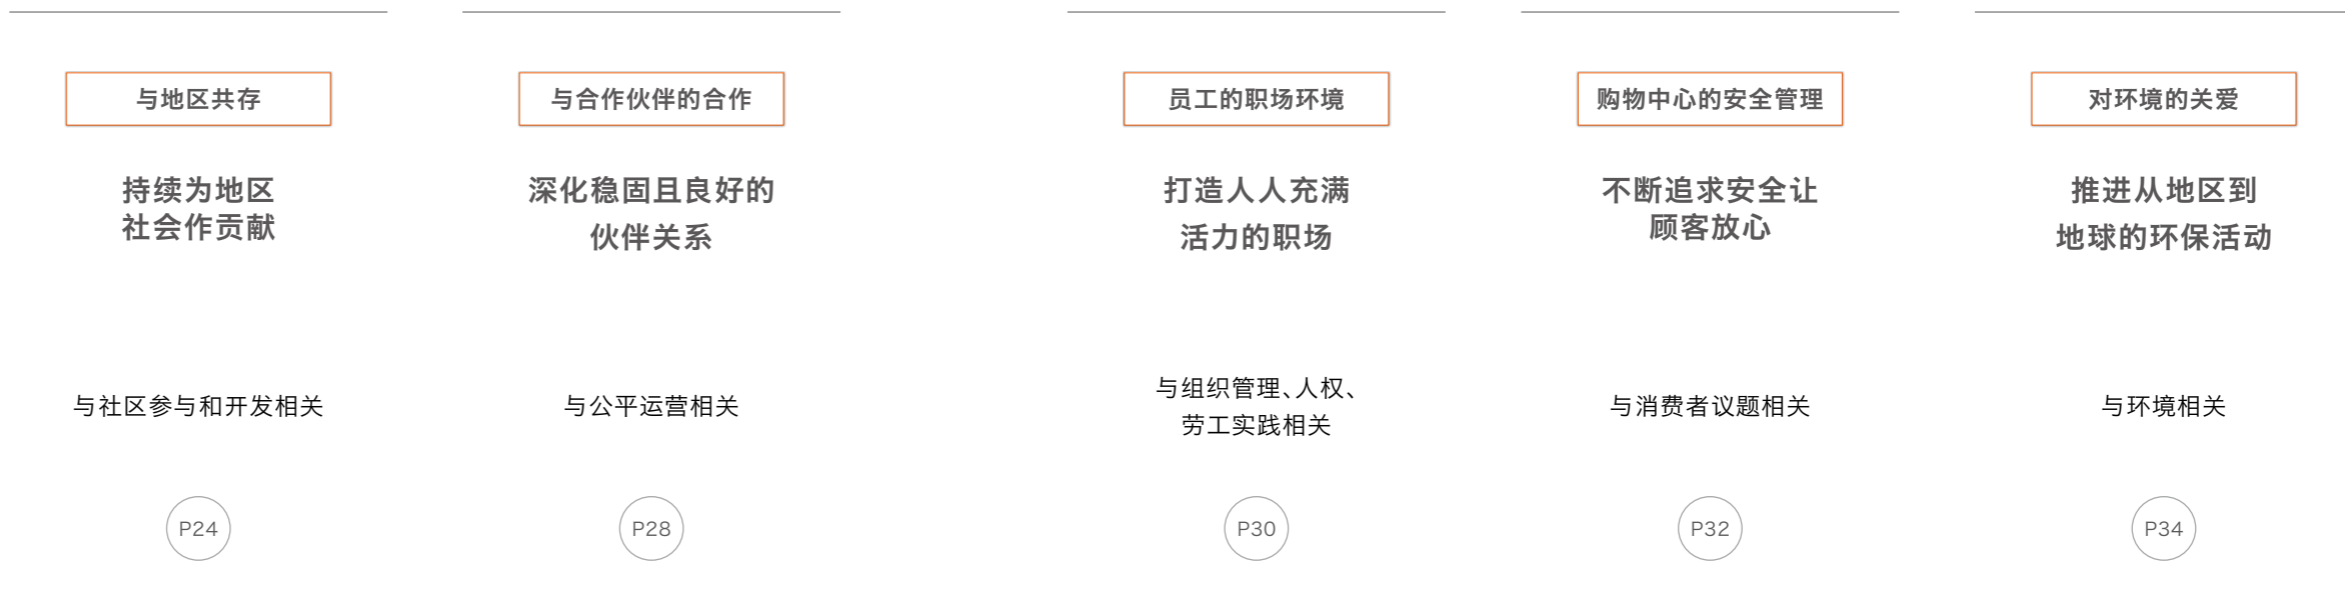 与地区共存
持续为地区
社会作贡献
与社区参与和开发相关
P24
与合作伙伴的合作
深化稳固且良好的
伙伴关系
与公平运营相关
P28
员工的职场环境
打造人人充满
活力的职场
与组织管理、人权、
劳工实践相关
P30
购物中心的安全管理
不断追求安全让
顾客放心
与消费者议题相关
P32
对环境的关爱
推进从地区到
地球的环保活动
与环境相关
P34